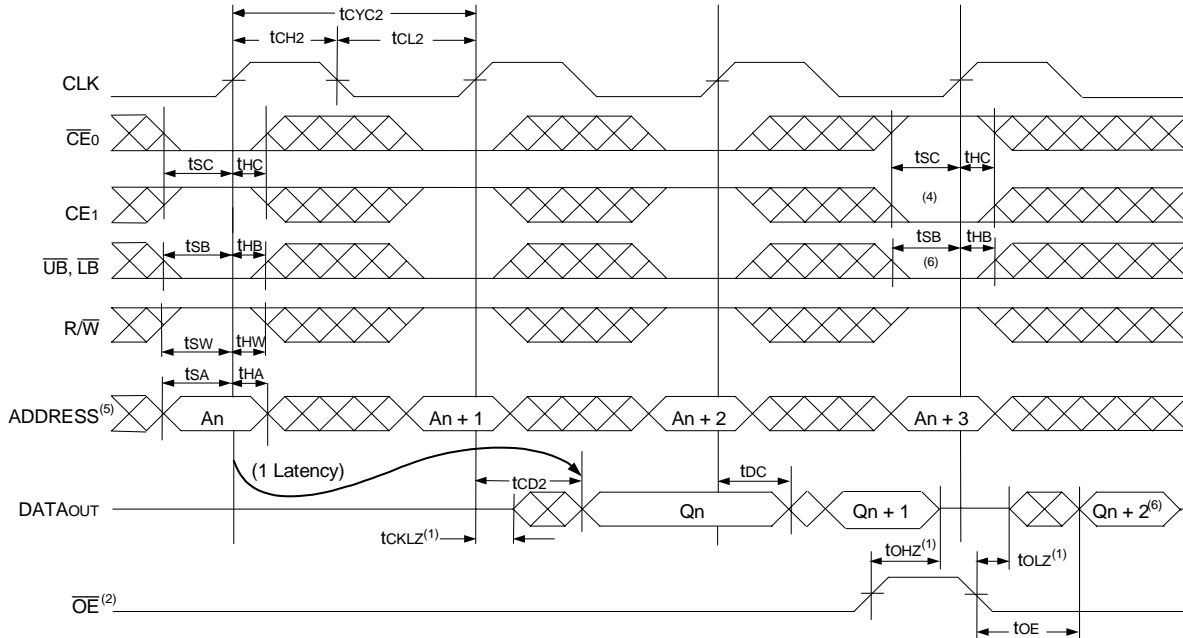 tCYC2
tCH2 tCL2
CLK
CE0
tSC tHC tSC tHC
CE1 (4)
tSB tHB tSB tHB
UB, LB (6)
R/W
tSW tHW
tSA tHA
ADDRESS(5) An An + 1 An + 2 An + 3
(1 Latency) tCD2 tDC
DATAOUT Qn Qn + 1 Qn + 2(6)
tCKLZ(1) tOHZ(1) tOLZ(1)
OE(2)
tOE